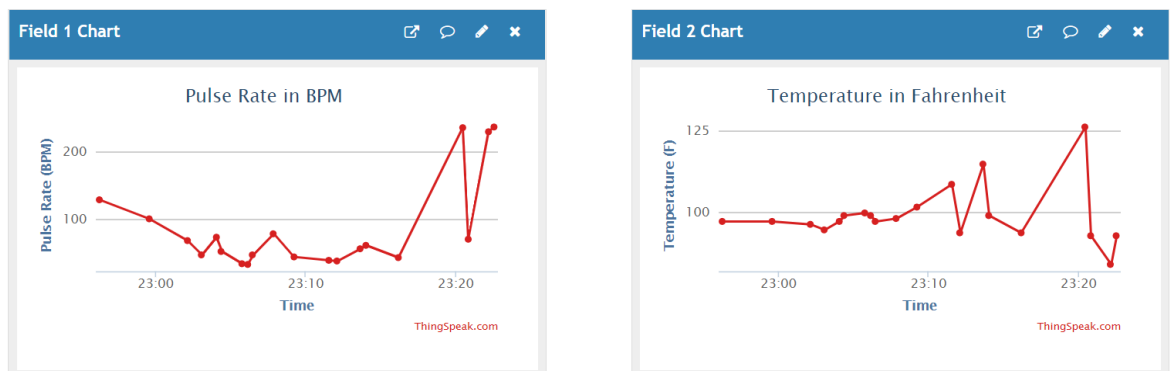 Field 1 Chart
Pulse Rate in BPM
Pulse Rate (BPM)
200
100
23:00
23:10
23:20
Time
ThingSpeak.com
Field 2 Chart
Temperature in Fahrenheit
Temperature (F)
125
100
23:00
23:10
23:20
Time
ThingSpeak.com